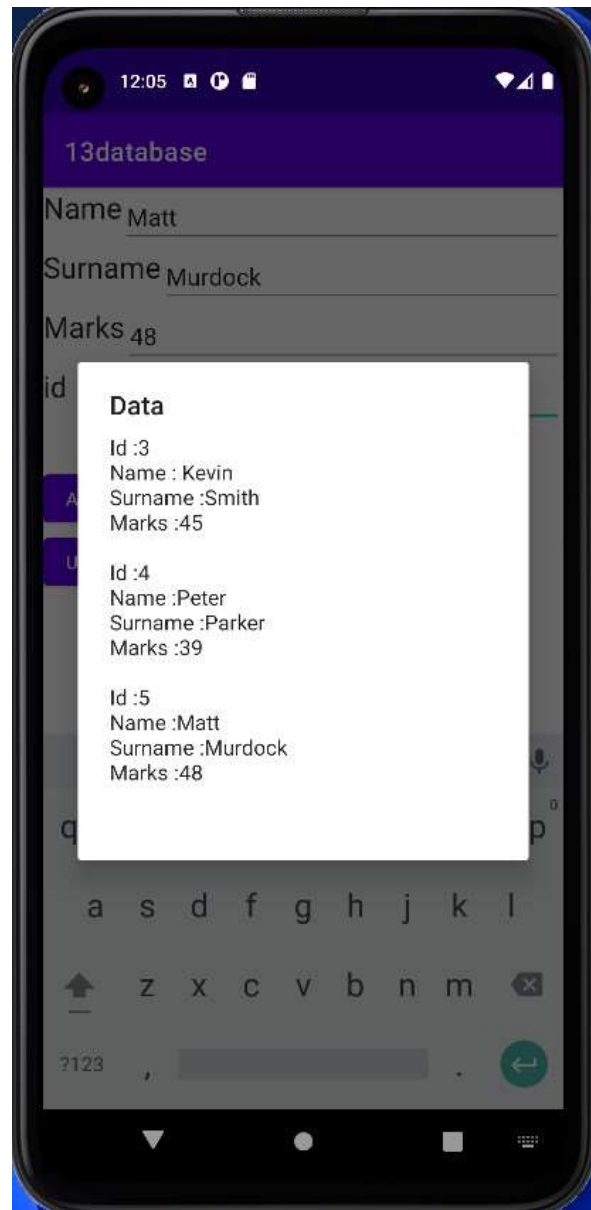 12:05
13database
Name Matt
Surname Murdock
Marks 48
id
Data
Id :3
Name : Kevin
Surname :Smith
Marks :45
Id :4
Name :Peter
Surname :Parker
Marks :39
Id :5
Name :Matt
Surname :Murdock
Marks :48
A
U
q p 0
a s d f g h j k l
z x c v b n m
?123 , .